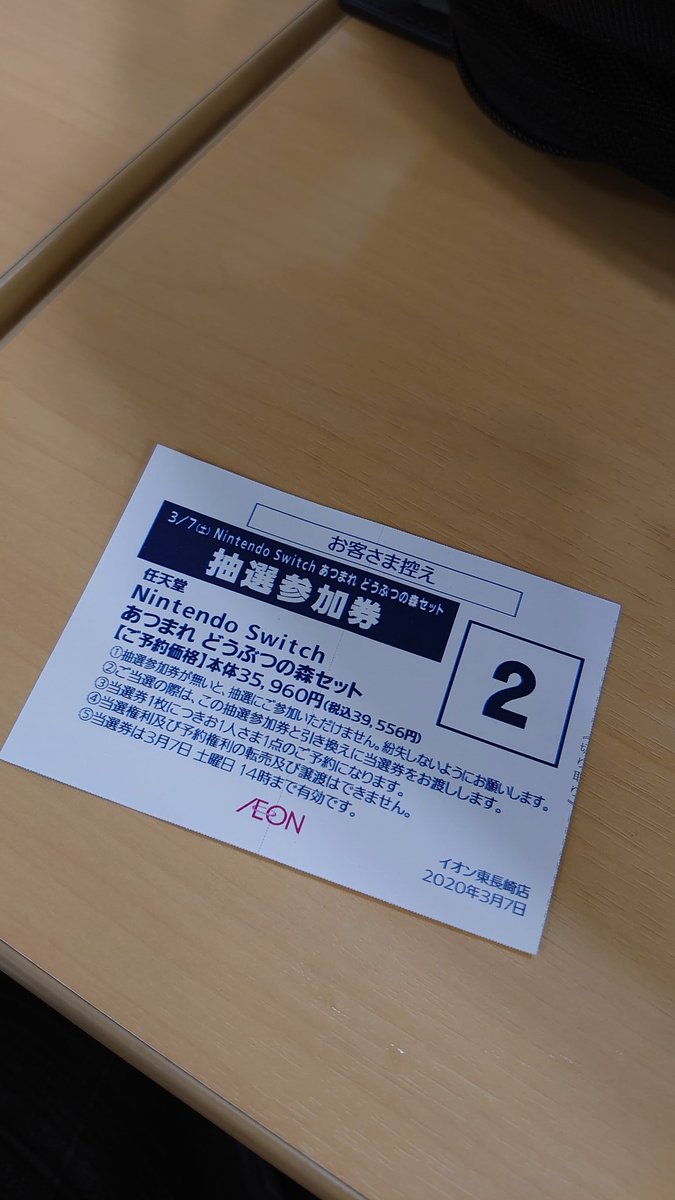 お客さま控え
3/7(土) Nintendo Switch あつまれ どうぶつの森セット
抽選参加券
2
任天堂
Nintendo Switch
あつまれ どうぶつの森セット
【ご予約価格】本体35,960円(税込39,556円)
①抽選参加券が無いと、抽選にご参加いただけません。紛失しないようにお願いします。
②ご当選の際は、この抽選参加券と引き換えに当選券をお渡しします。
③当選券1枚につきお1人さま1点のご予約になります。
④当選権利及び予約権利の転売及び譲渡はできません。
⑤当選券は3月7日 土曜日 14時まで有効です。
ÆON
イオン東長崎店
2020年3月7日